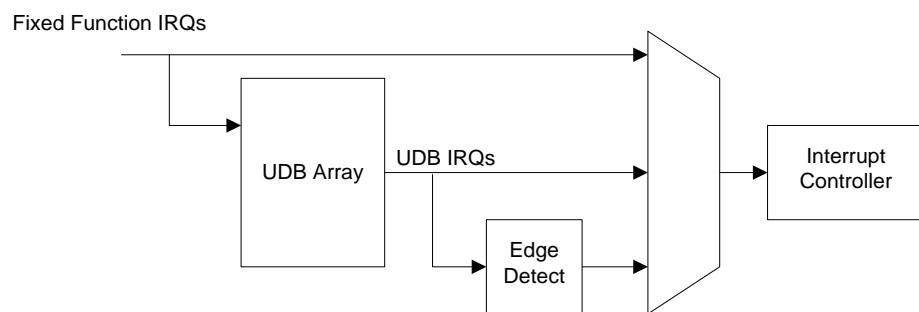 Fixed Function IRQs
UDB Array
UDB IRQs
Edge
Detect
Interrupt
Controller